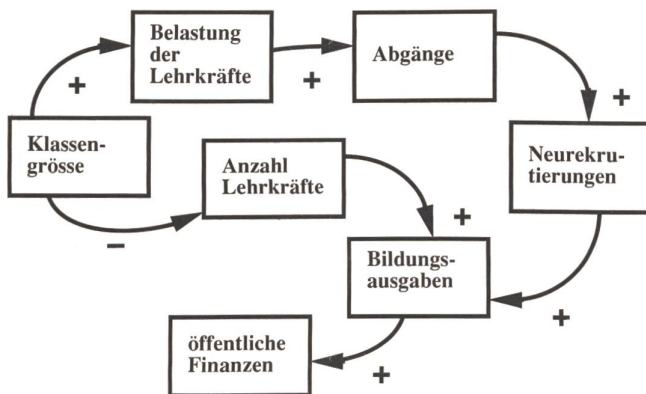 Belastung
der
Lehrkräfte
Abgänge
+
+
+
Klassen-
grösse
Anzahl
Lehrkräfte
Neurekru-
tierungen
+
–
Bildungs-
ausgaben
+
öffentliche
Finanzen
+